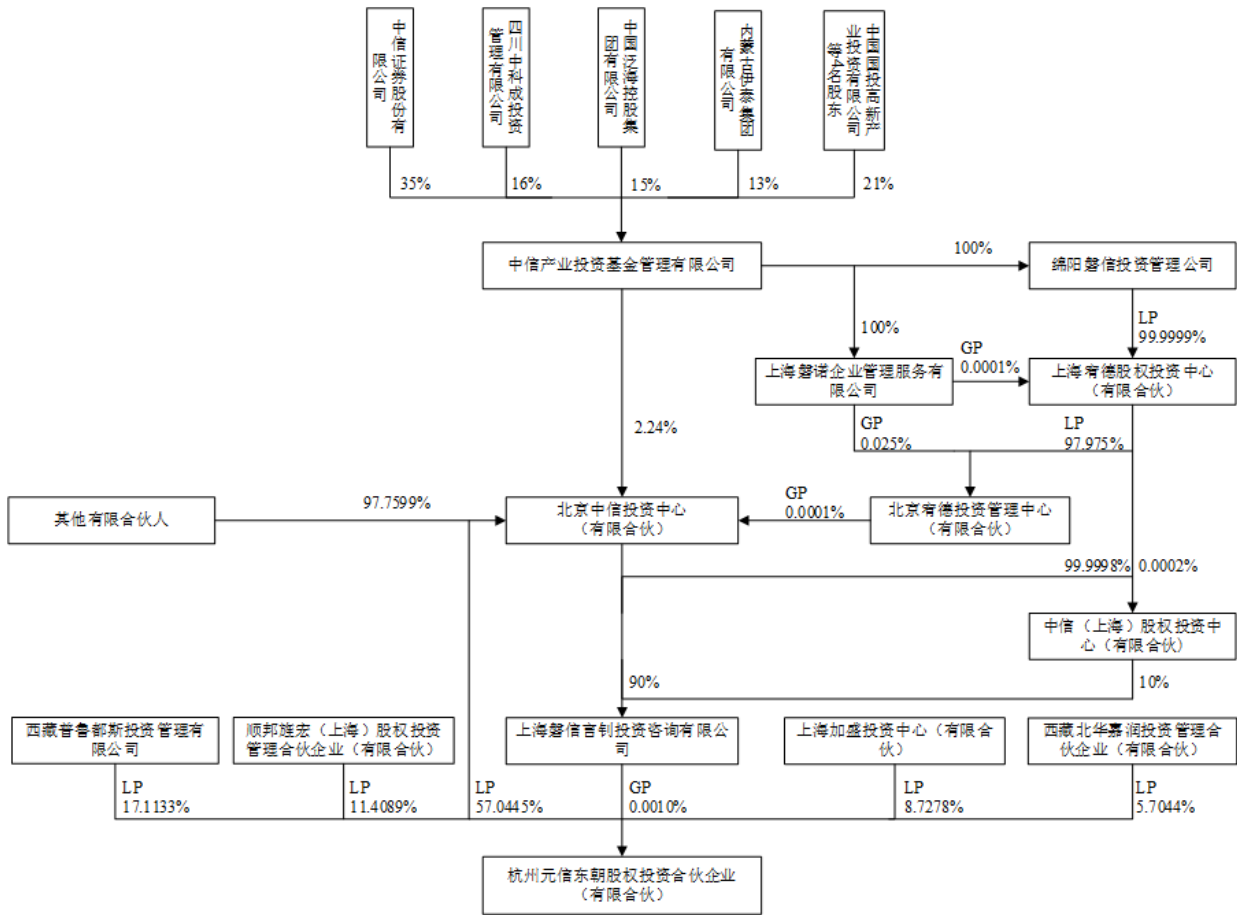 中信证券股份有
限公司
四川中科成投资
管理有限公司
中国泛海控股集
团有限公司
内蒙古伊泰集团
有限公司
中国国投高新产
业投资有限公司
等4名股东
35%
16%
15%
13%
21%
中信产业投资基金管理有限公司
100%
绵阳磐信投资管理公司
100%
LP
99.9999%
上海磐诺企业管理服务有
限公司
GP
0.0001%
上海宥德股权投资中心
（有限合伙）
2.24%
GP
0.025%
LP
97.975%
其他有限合伙人
97.7599%
北京中信投资中心
（有限合伙）
GP
0.0001%
北京宥德投资管理中心
（有限合伙）
99.9998%
0.0002%
中信（上海）股权投资中
心（有限合伙）
90%
10%
西藏普鲁都斯投资管理有
限公司
顺邦旌宏（上海）股权投资
管理合伙企业（有限合伙）
上海磐信言钊投资咨询有限公
司
上海加盛投资中心（有限合
伙）
西藏北华嘉润投资管理合
伙企业（有限合伙）
LP
17.1133%
LP
11.4089%
LP
57.0445%
GP
0.0010%
LP
8.7278%
LP
5.7044%
杭州元信东朝股权投资合伙企业
（有限合伙）